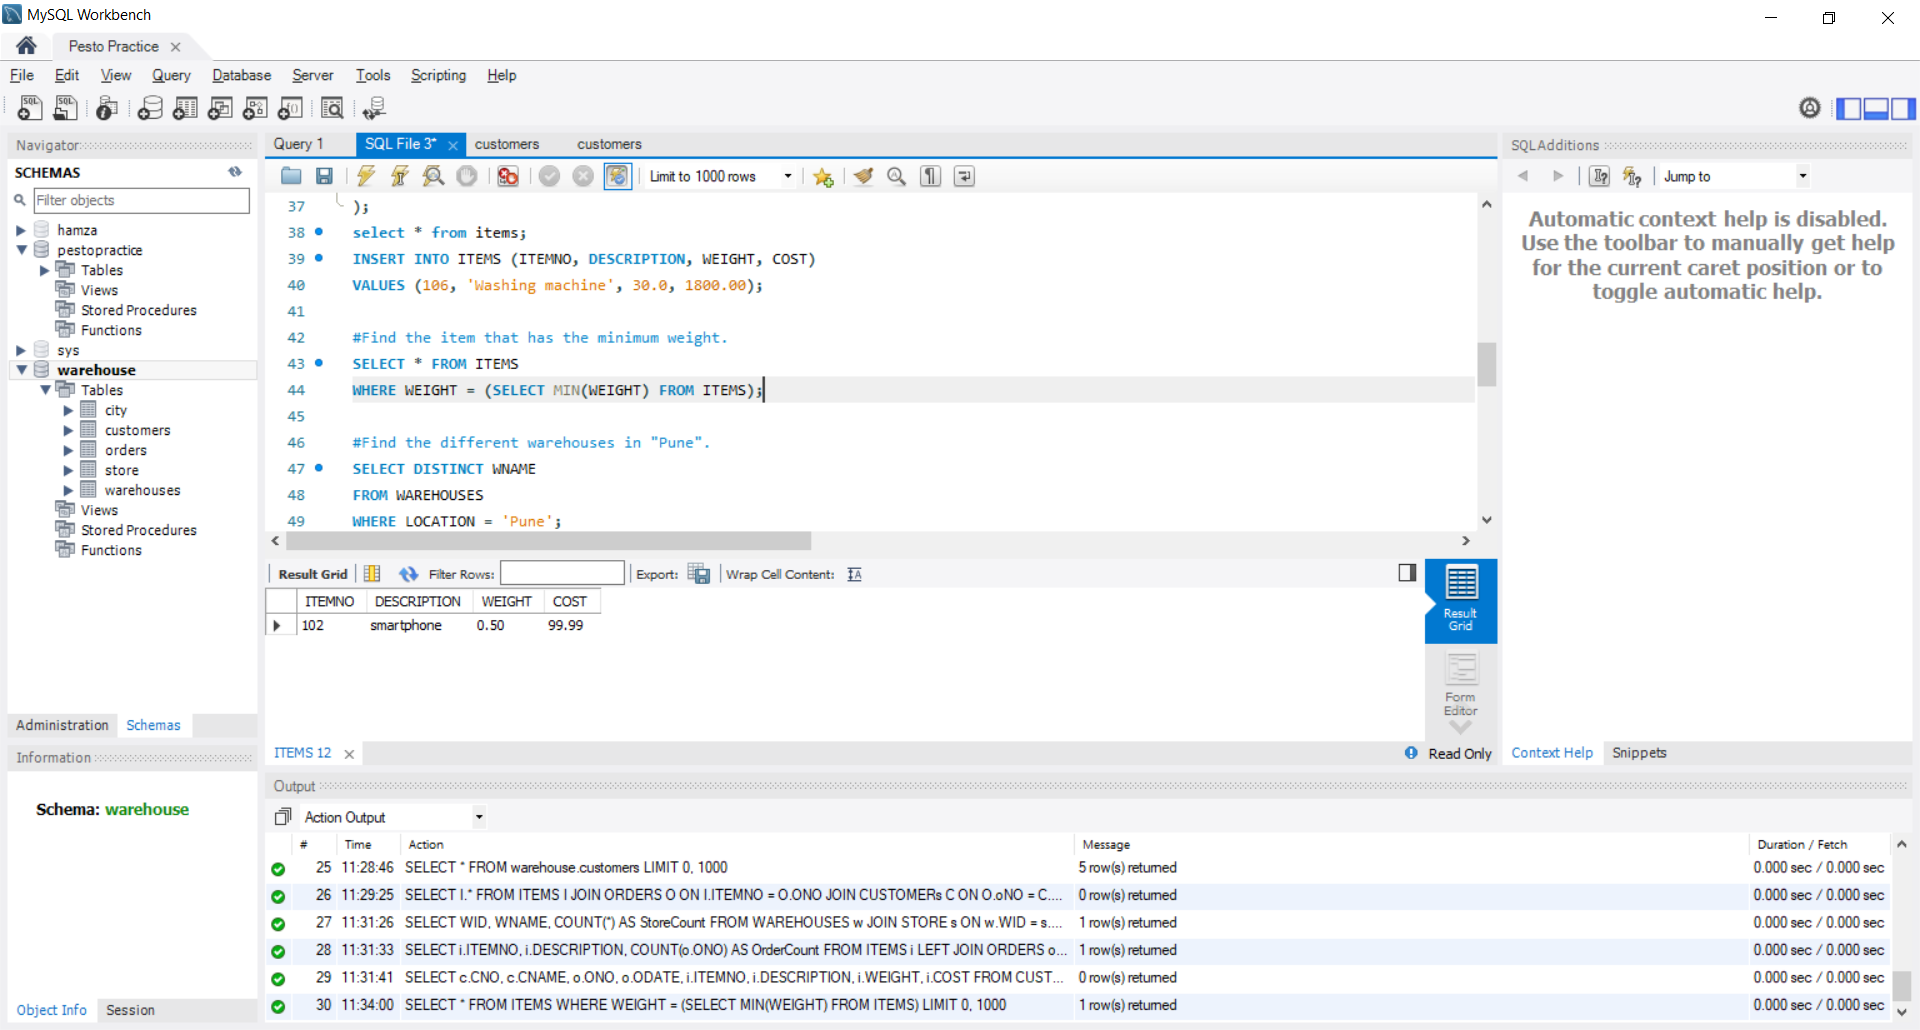 MySQL Workbench
Pesto Practice
File Edit View Query Database Server Tools Scripting Help
Navigator
SCHEMAS
Filter objects
hamza
pestopractice
Tables
Views
Stored Procedures
Functions
sys
warehouse
Tables
city
customers
orders
store
warehouses
Views
Stored Procedures
Functions
Administration Schemas
Information
Schema: warehouse
Object Info Session
Query 1 SQL File 3* customers customers
Limit to 1000 rows
37 );
38 select * from items;
39 INSERT INTO ITEMS (ITEMNO, DESCRIPTION, WEIGHT, COST)
40 VALUES (106, 'Washing machine', 30.0, 1800.00);
41
42 #Find the item that has the minimum weight.
43 SELECT * FROM ITEMS
44 WHERE WEIGHT = (SELECT MIN(WEIGHT) FROM ITEMS);
45
46 #Find the different warehouses in "Pune".
47 SELECT DISTINCT WNAME
48 FROM WAREHOUSES
49 WHERE LOCATION = 'Pune';
Result Grid Filter Rows: Export: Wrap Cell Content:
ITEMNO DESCRIPTION WEIGHT COST
102 smartphone 0.50 99.99
Result
Grid
Form
Editor
ITEMS 12 Read Only
SQLAdditions
Jump to
Automatic context help is disabled.
Use the toolbar to manually get help
for the current caret position or to
toggle automatic help.
Context Help Snippets
Output
Action Output
# Time Action Message Duration / Fetch
25 11:28:46 SELECT * FROM warehouse.customers LIMIT 0, 1000 5 row(s) returned 0.000 sec / 0.000 sec
26 11:29:25 SELECT I.* FROM ITEMS I JOIN ORDERS O ON I.ITEMNO = O.ONO JOIN CUSTOMERs C ON O.oNO = C.... 0 row(s) returned 0.000 sec / 0.000 sec
27 11:31:26 SELECT WID, WNAME, COUNT(*) AS StoreCount FROM WAREHOUSES w JOIN STORE s ON w.WID = s.... 1 row(s) returned 0.000 sec / 0.000 sec
28 11:31:33 SELECT i.ITEMNO, i.DESCRIPTION, COUNT(o.ONO) AS OrderCount FROM ITEMS i LEFT JOIN ORDERS o... 1 row(s) returned 0.000 sec / 0.000 sec
29 11:31:41 SELECT c.CNO, c.CNAME, o.ONO, o.ODATE, i.ITEMNO, i.DESCRIPTION, i.WEIGHT, i.COST FROM CUST... 0 row(s) returned 0.000 sec / 0.000 sec
30 11:34:00 SELECT * FROM ITEMS WHERE WEIGHT = (SELECT MIN(WEIGHT) FROM ITEMS) LIMIT 0, 1000 1 row(s) returned 0.000 sec / 0.000 sec